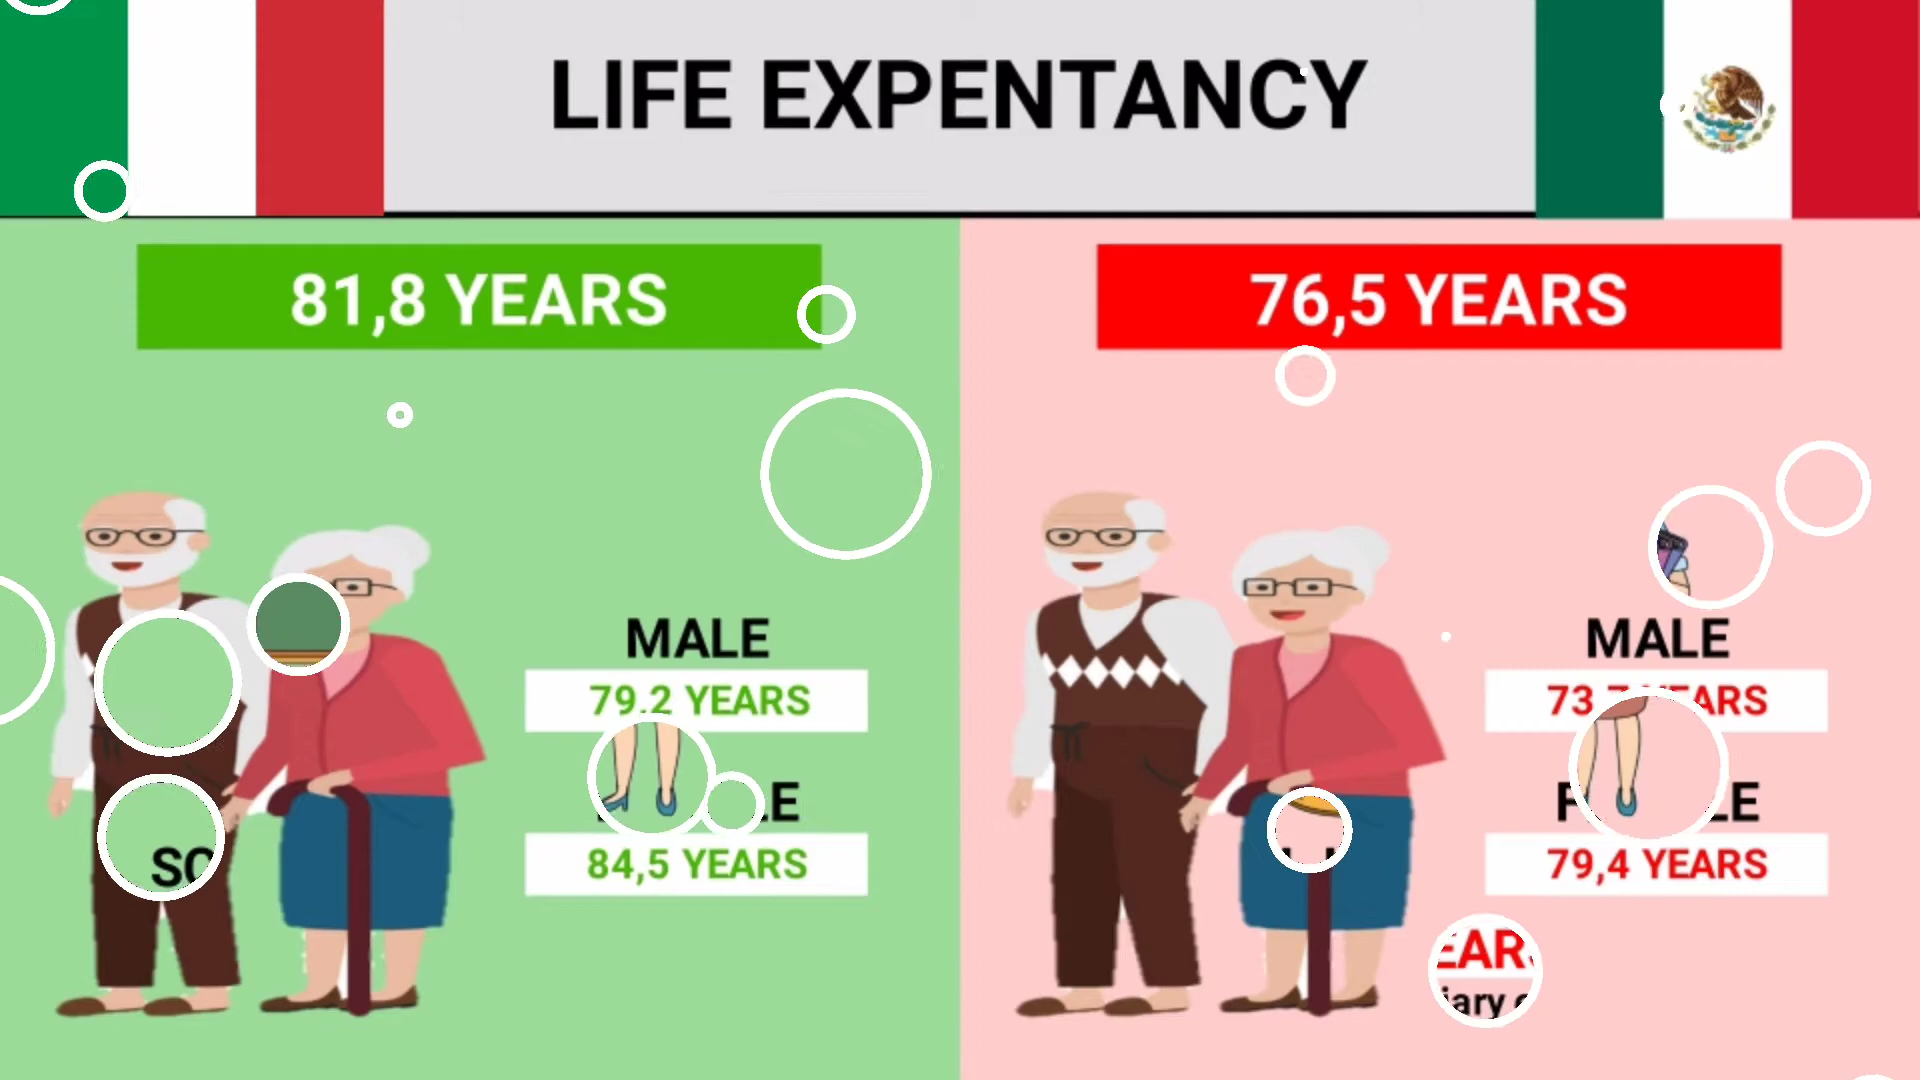 LIFE EXPENTANCY
81,8 YEARS
76,5 YEARS
MALE
79,2 YEARS
84,5 YEARS
MALE
YEARS
79,4 YEARS